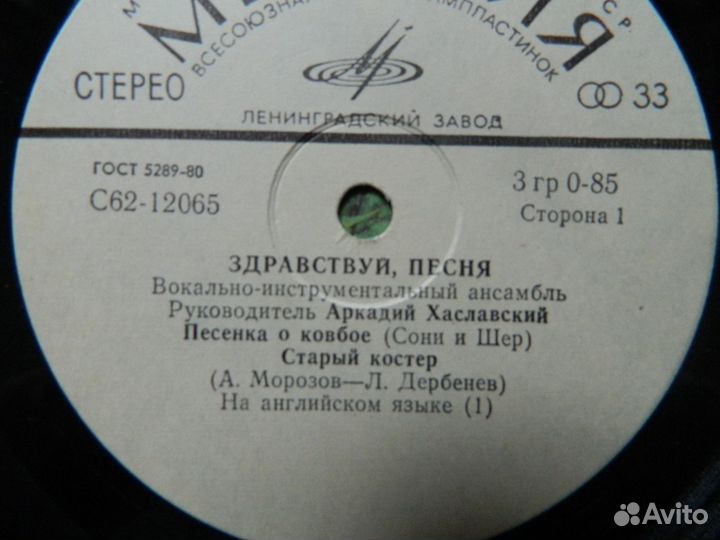 СТЕРЕО
ВСЕСОЮЗНАЯ
33
ЛЕНИНГРАДСКИЙ ЗАВОД
ГОСТ 5289-80
С62-12065
3 гр 0-85
Сторона 1
ЗДРАВСТВУЙ, ПЕСНЯ
Вокально-инструментальный ансамбль
Руководитель Аркадий Хаславский
Песенка о ковбое (Сони и Шер)
Старый костер
(А. Морозов—Л. Дербенев)
На английском языке (1)
Avito